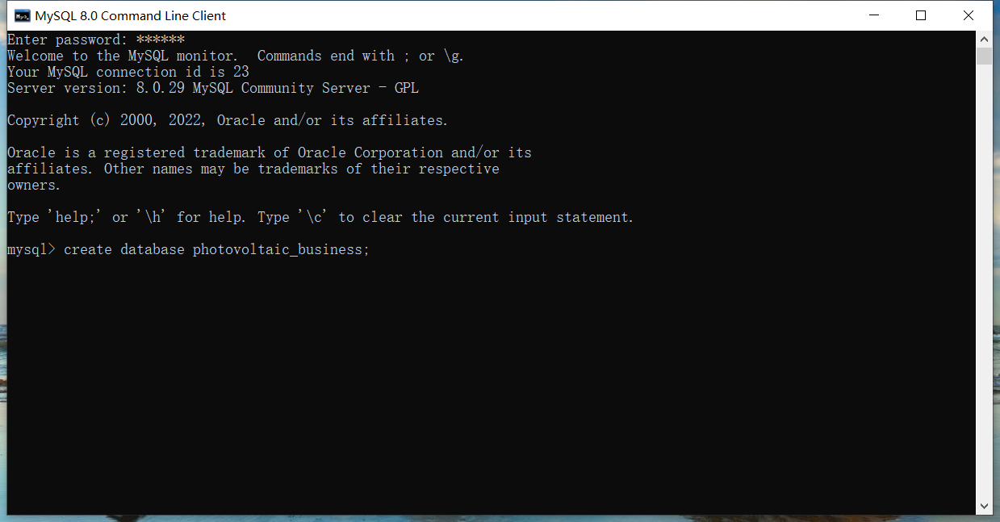 MySQL 8.0 Command Line Client
Enter password: ******
Welcome to the MySQL monitor.  Commands end with ; or \g.
Your MySQL connection id is 23
Server version: 8.0.29 MySQL Community Server - GPL
Copyright (c) 2000, 2022, Oracle and/or its affiliates.
Oracle is a registered trademark of Oracle Corporation and/or its
affiliates. Other names may be trademarks of their respective
owners.
Type 'help;' or '\h' for help. Type '\c' to clear the current input statement.
mysql> create database photovoltaic_business;